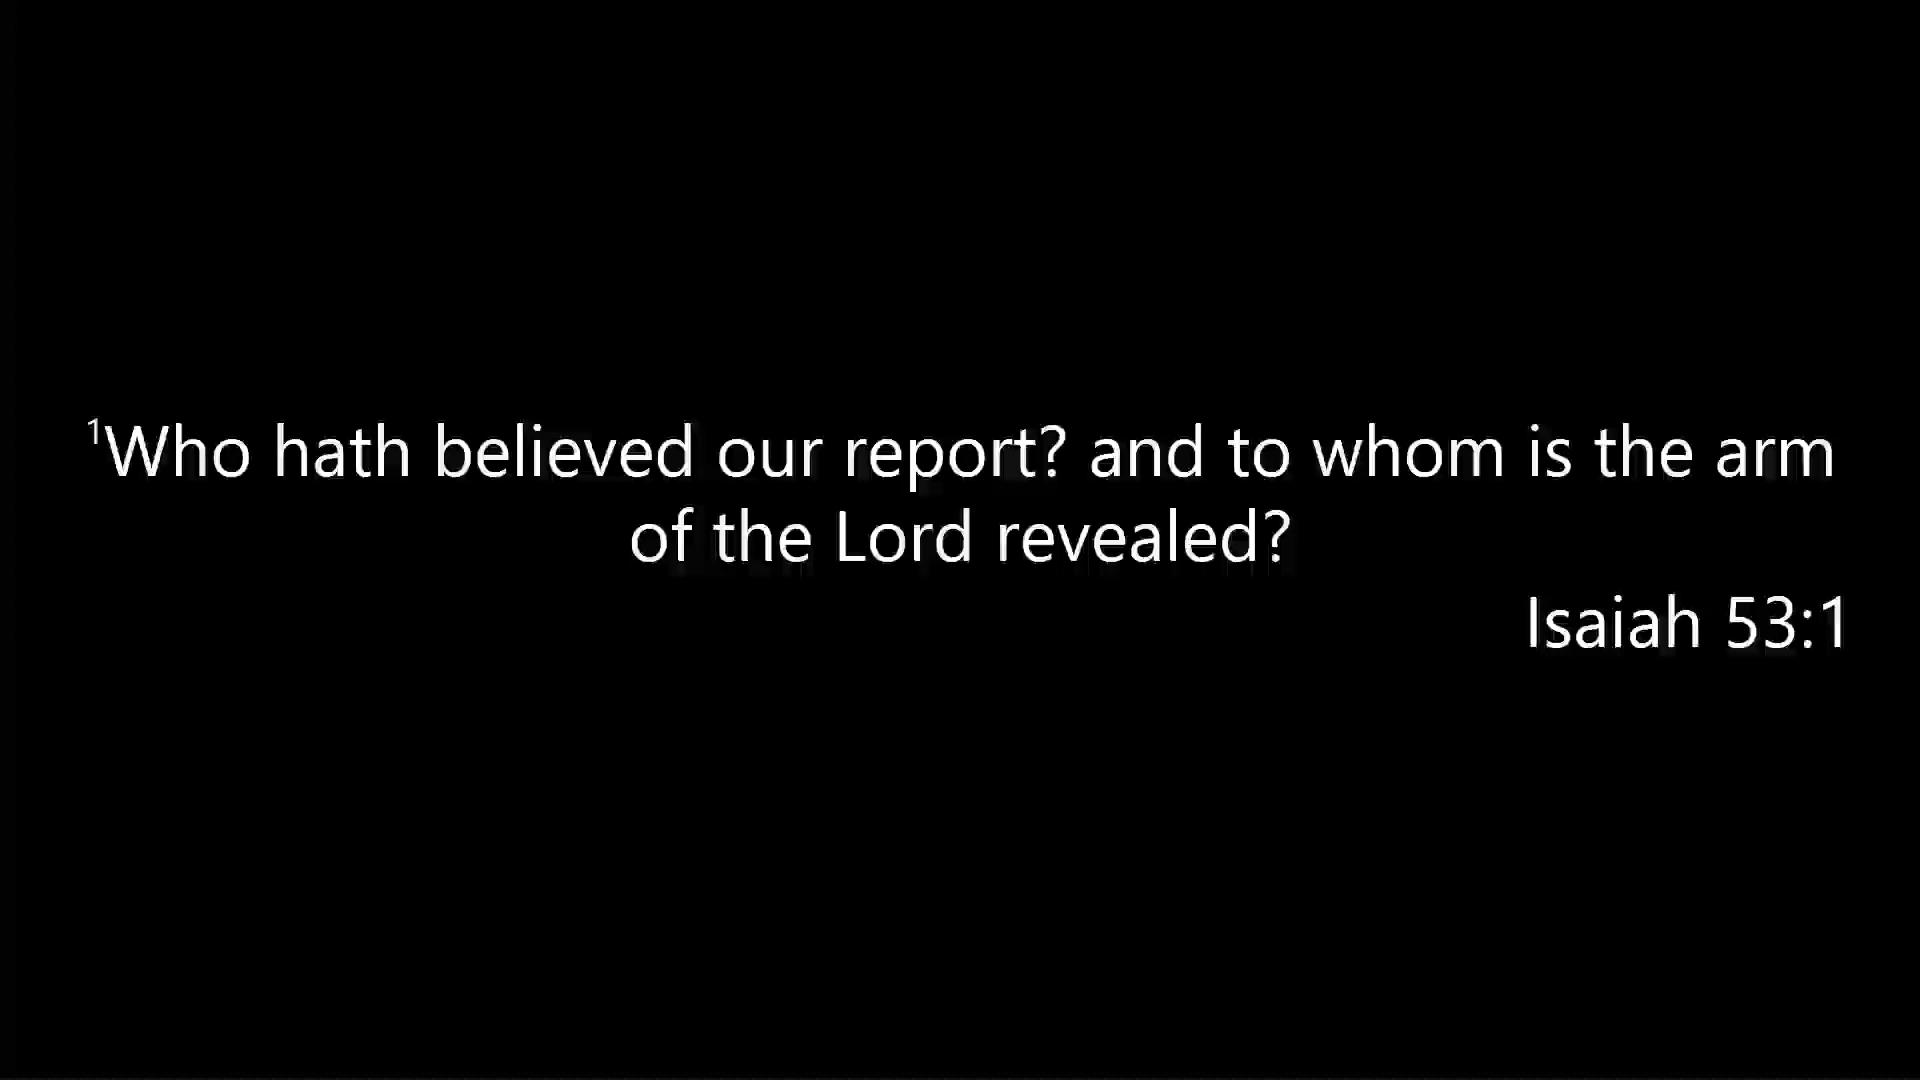 ¹Who hath believed our report? and to whom is the arm
of the Lord revealed?
Isaiah 53:1